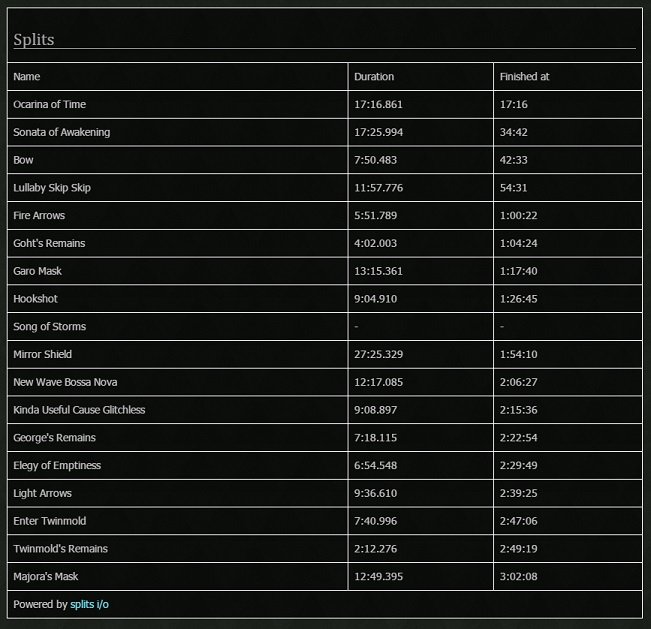 Splits
Name Duration Finished at
Ocarina of Time 17:16.861 17:16
Sonata of Awakening 17:25.994 34:42
Bow 7:50.483 42:33
Lullaby Skip Skip 11:57.776 54:31
Fire Arrows 5:51.789 1:00:22
Goht's Remains 4:02.003 1:04:24
Garo Mask 13:15.361 1:17:40
Hookshot 9:04.910 1:26:45
Song of Storms - -
Mirror Shield 27:25.329 1:54:10
New Wave Bossa Nova 12:17.085 2:06:27
Kinda Useful Cause Glitchless 9:08.897 2:15:36
George's Remains 7:18.115 2:22:54
Elegy of Emptiness 6:54.548 2:29:49
Light Arrows 9:36.610 2:39:25
Enter Twinmold 7:40.996 2:47:06
Twinmold's Remains 2:12.276 2:49:19
Majora's Mask 12:49.395 3:02:08
Powered by splits i/o